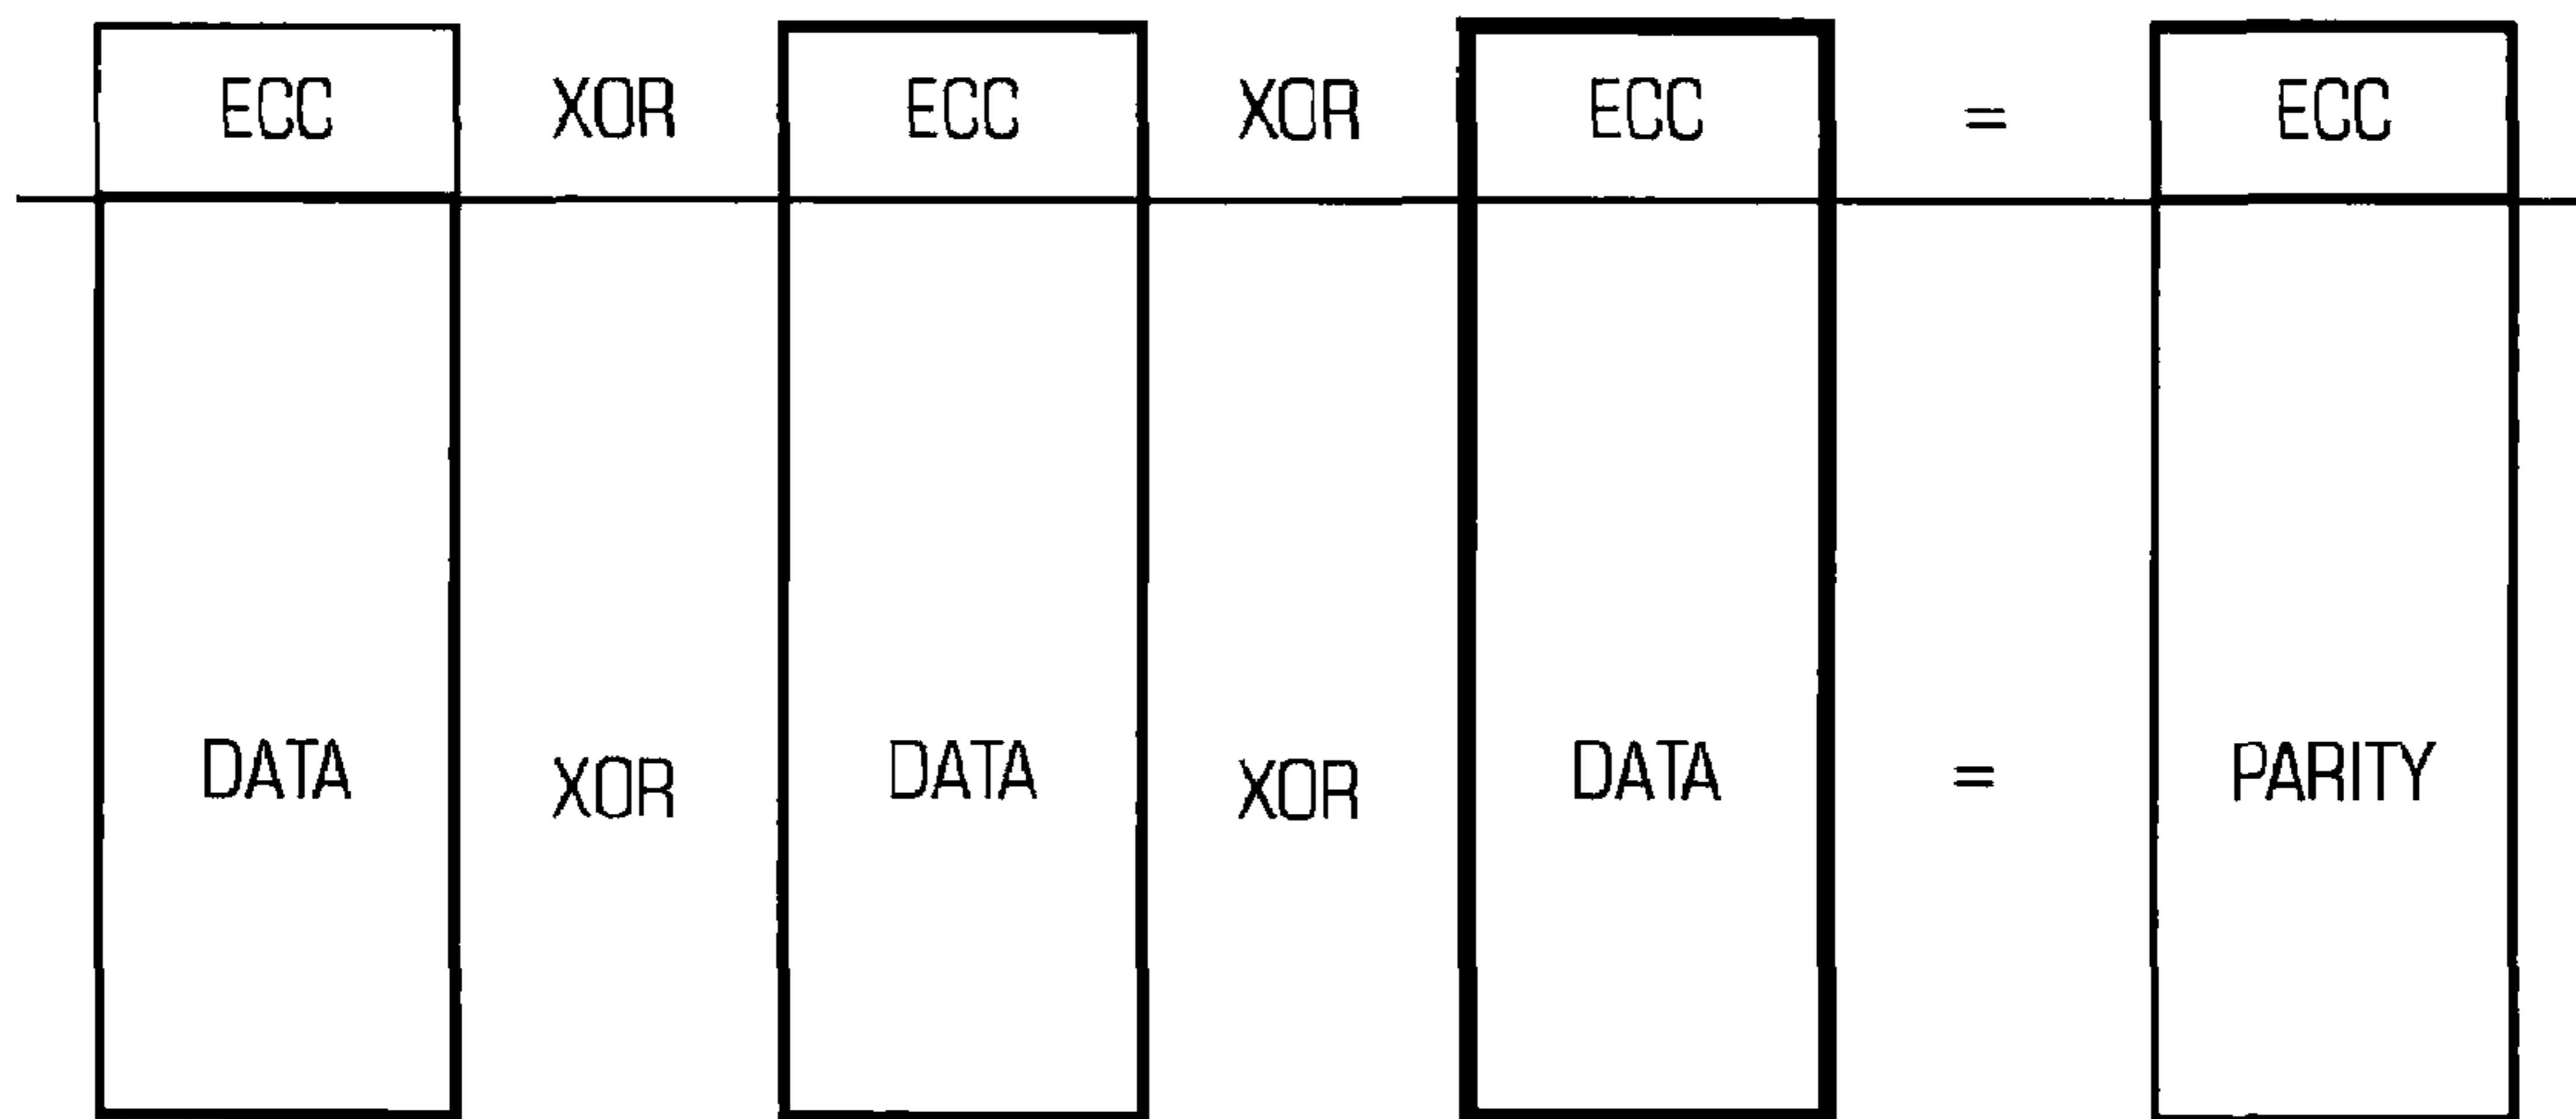 ECC XOR ECC XOR ECC = ECC
DATA XOR DATA XOR DATA = PARITY